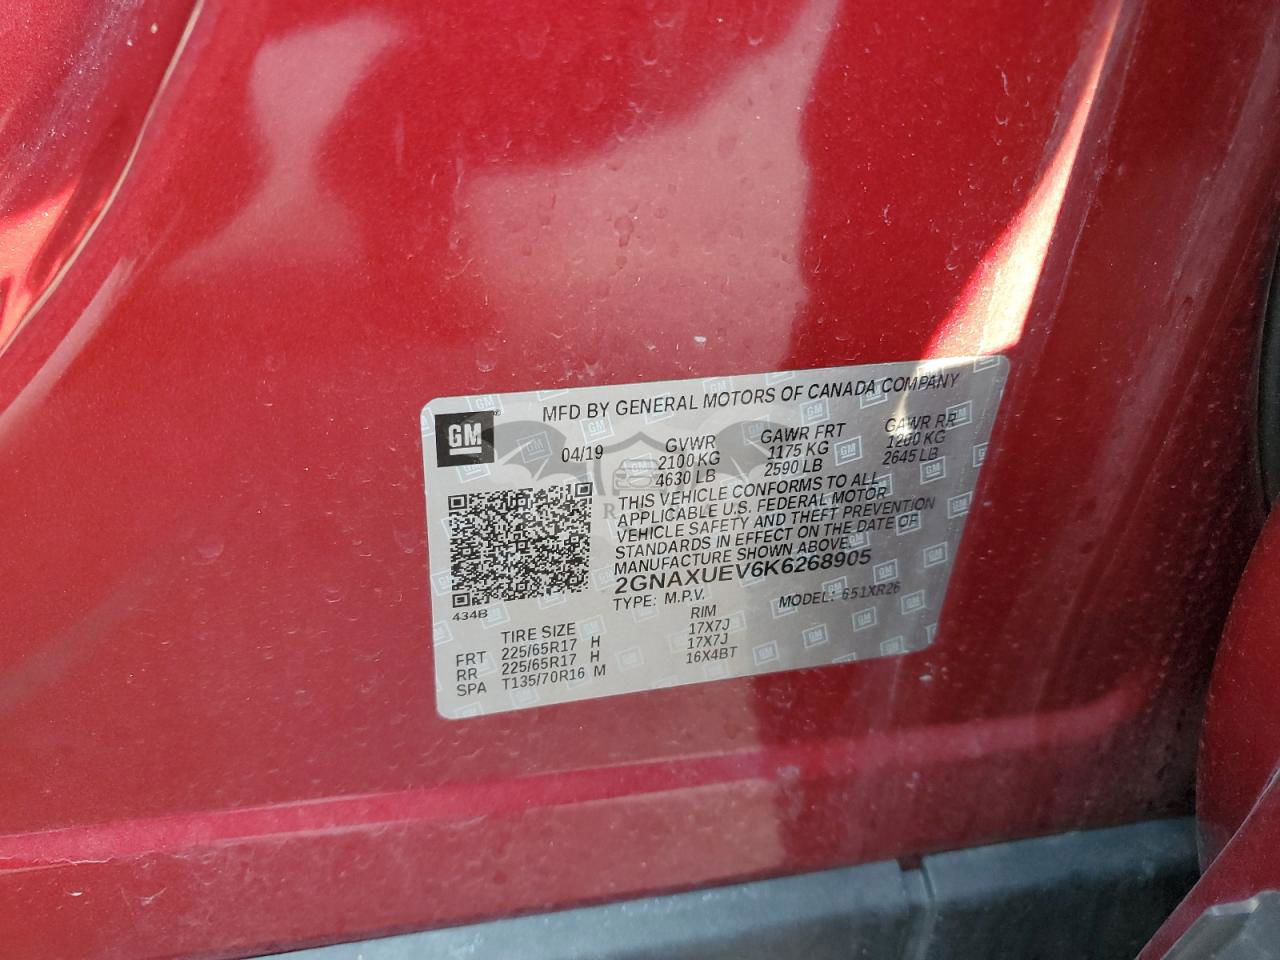 MFD BY GENERAL MOTORS OF CANADA COMPANY
GM
04/19
GVWR
2100 KG
4630 LB
GAWR FRT
1175 KG
2590 LB
GAWR RR
1200 KG
2645 LB
THIS VEHICLE CONFORMS TO ALL
APPLICABLE U.S. FEDERAL MOTOR
VEHICLE SAFETY AND THEFT PREVENTION
STANDARDS IN EFFECT ON THE DATE OF
MANUFACTURE SHOWN ABOVE.
2GNAXUEV6K6268905
TYPE: M.P.V. MODEL: 651XR26
434B
TIRE SIZE RIM
FRT 225/65R17 H 17X7J
RR 225/65R17 H 17X7J
SPA T135/70R16 M 16X4BT